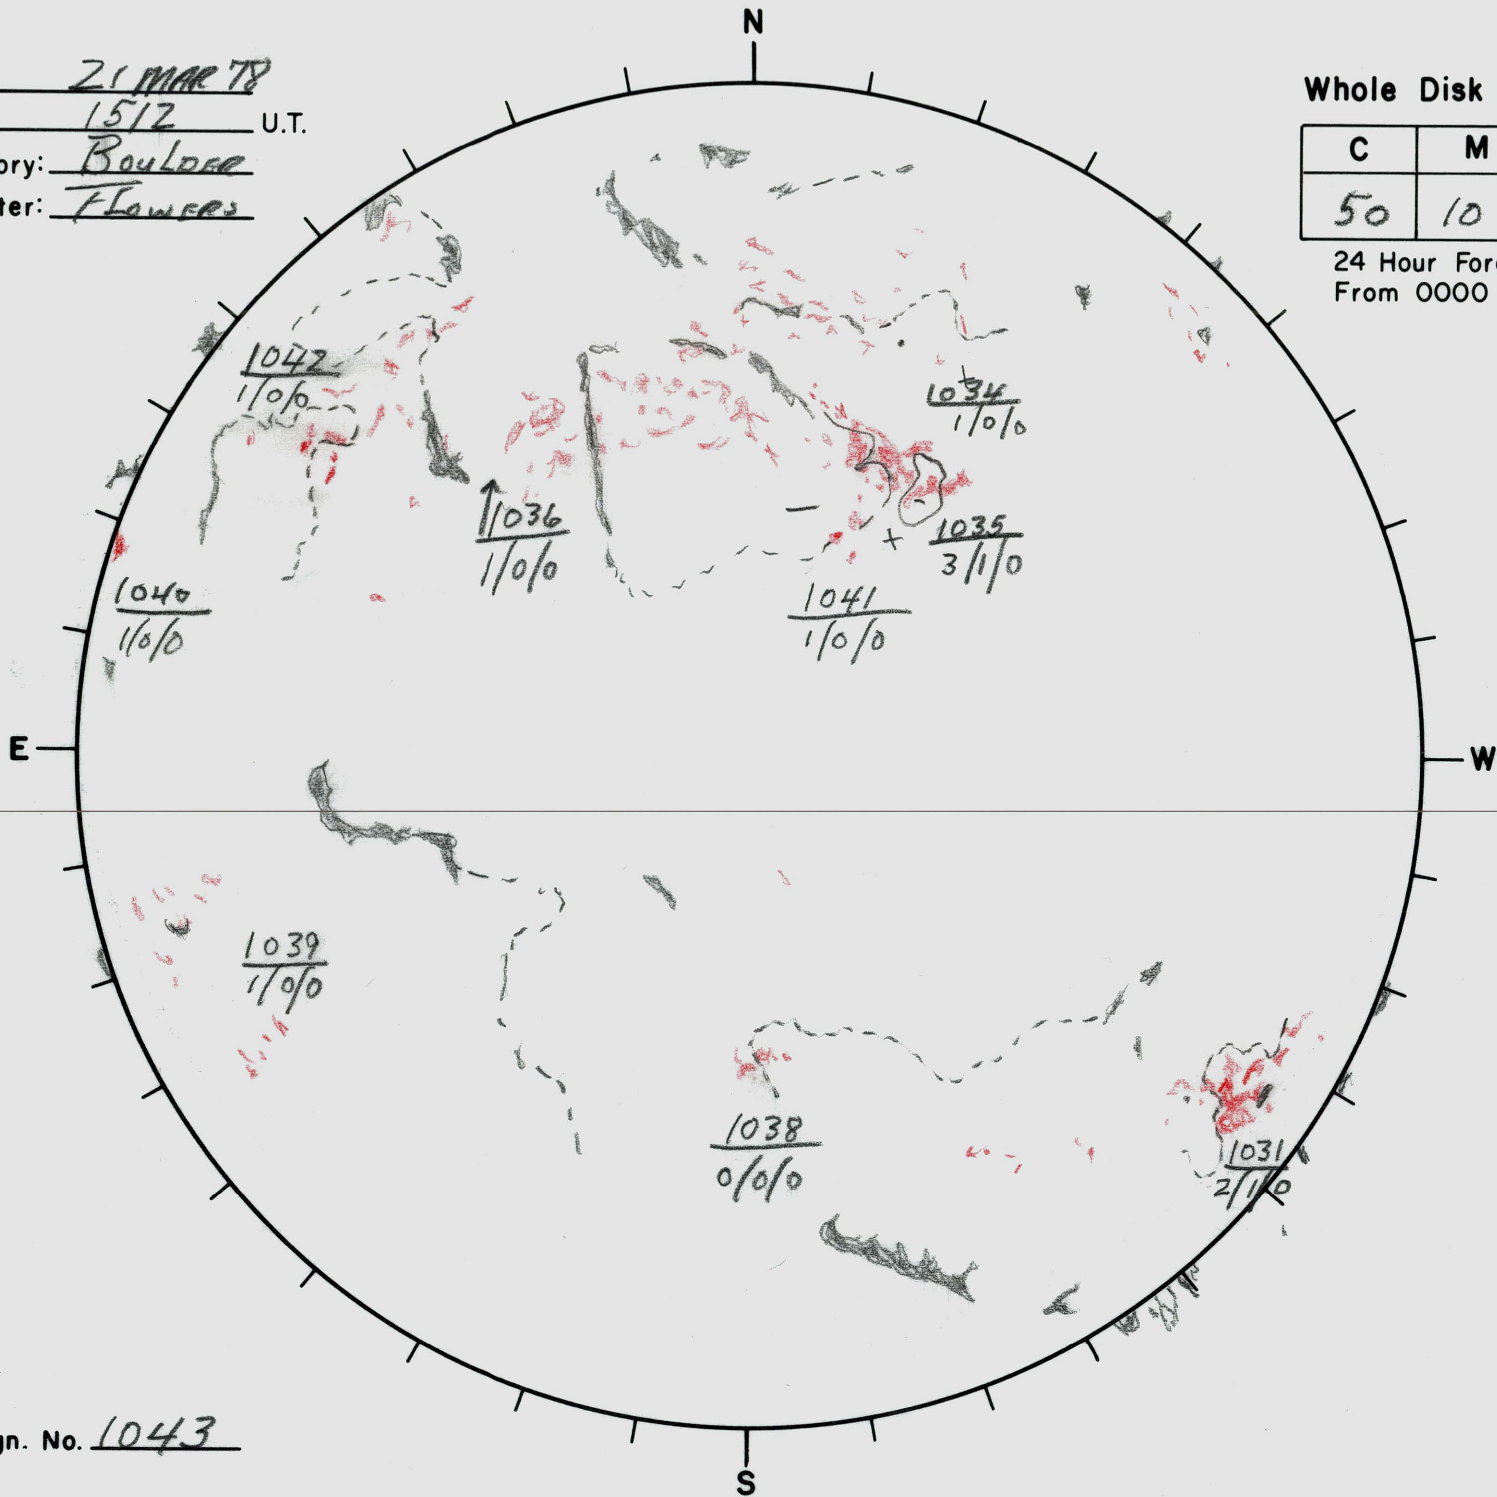 N
21 MAR 78
1512 U.T.
ory: BOULDER
ter: FLOWERS
Whole Disk
C M
50 10
24 Hour Fore
From 0000
1042
1/0/0
1034
1/0/0
1036
1/0/0
1035
3/1/0
1040
1/0/0
1041
1/0/0
E
W
1039
1/0/0
1038
0/0/0
1031
2/1/0
gn. No. 1043
S